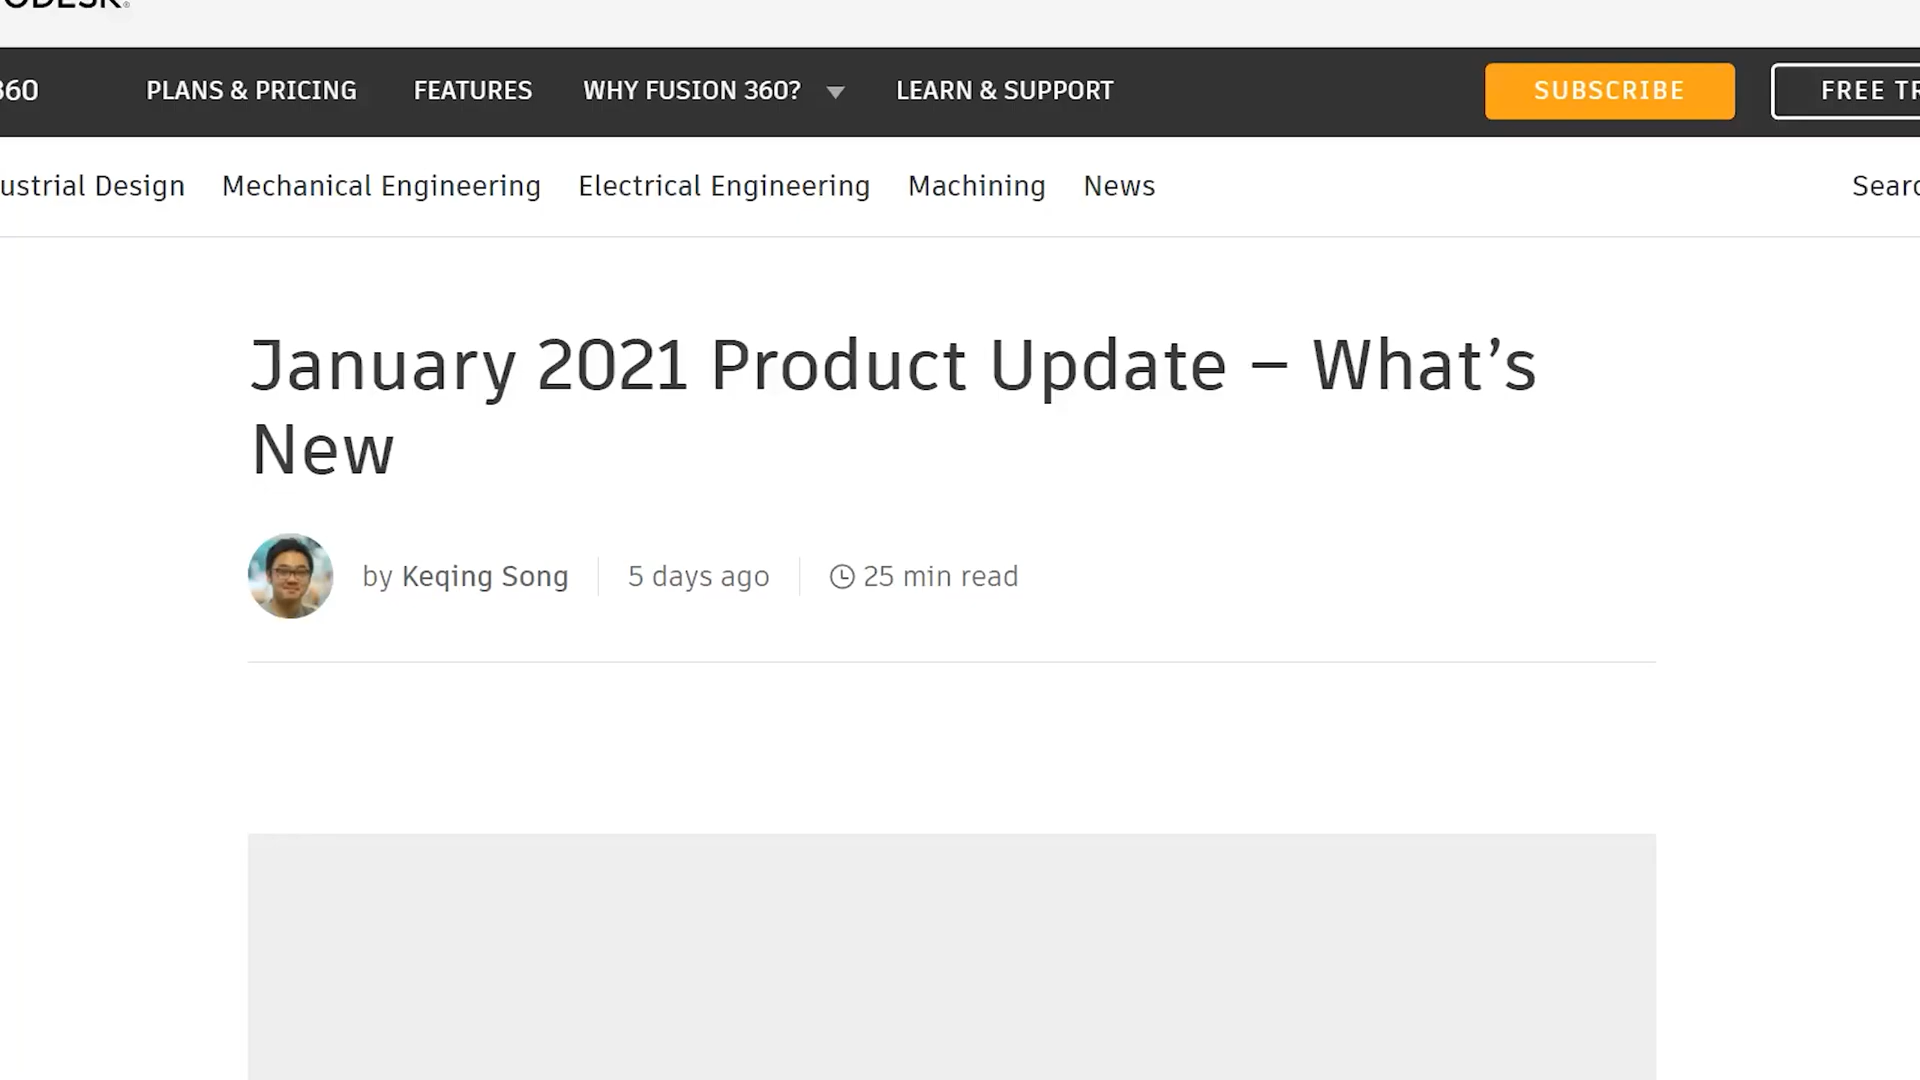 360 PLANS & PRICING FEATURES WHY FUSION 360? LEARN & SUPPORT SUBSCRIBE FREE
Design Mechanical Engineering Electrical Engineering Machining News
January 2021 Product Update – What’s
New
by Keqing Song 5 days ago 25 min read